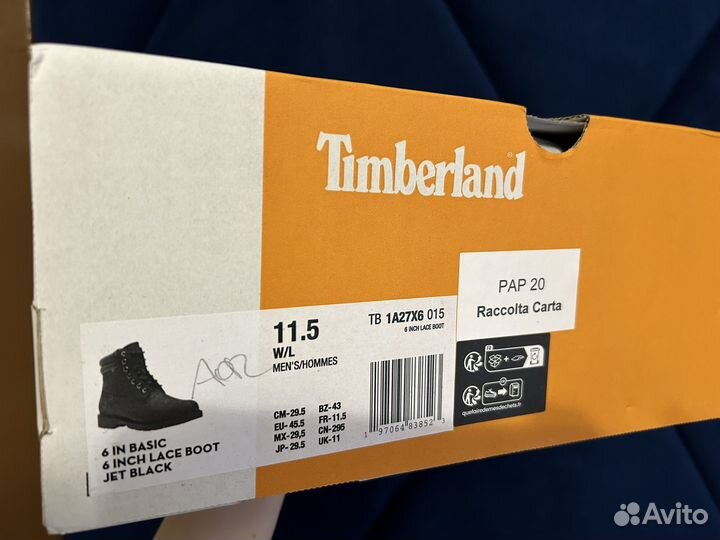 Timberland®
PAP 20
Raccolta Carta
TB 1A27X6 015
6 INCH LACE BOOT
11.5
W/L
MEN'S/HOMMES
CM-29.5 BZ-43
EU-45.5 FR-11.5
MX-29,5 CN-295
JP-29.5 UK-11
1 97064 83852 3
6 IN BASIC
6 INCH LACE BOOT
JET BLACK
quefairedemesdechets.fr
Avito